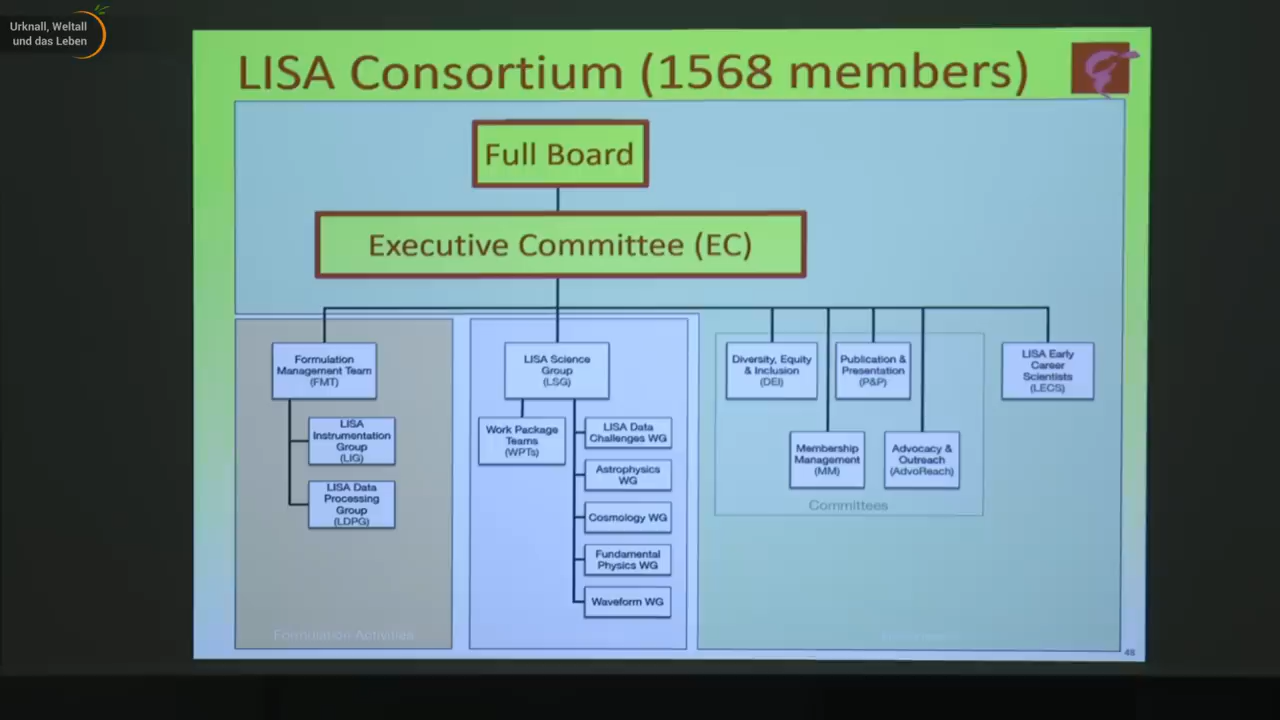 Urknall, Weltall
und das Leben
LISA Consortium (1568 members)
Full Board
Executive Committee (EC)
Formulation
Management Team
(FMT)
LISA
Instrumentation
Group
(LIG)
LISA Data
Processing
Group
(LDPG)
Formulation Activities
LISA Science
Group
(LSG)
Work Package
Teams
(WPTs)
LISA Data
Challenges WG
Astrophysics
WG
Cosmology WG
Fundamental
Physics WG
Waveform WG
Diversity, Equity
& Inclusion
(DEI)
Publication &
Presentation
(P&P)
Membership
Management
(MM)
Advocacy &
Outreach
(AdvoReach)
Committees
LISA Early
Career
Scientists
(LECS)
48